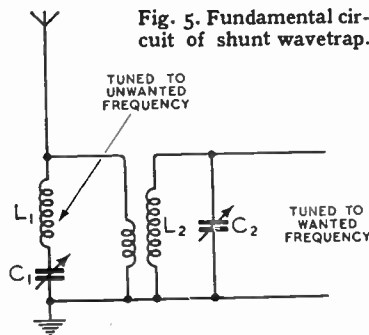 Fig. 5. Fundamental cir-
cuit of shunt wavetrap.
TUNED TO
UNWANTED
FREQUENCY
L1
C1
L2
C2
TUNED TO
WANTED
FREQUENCY